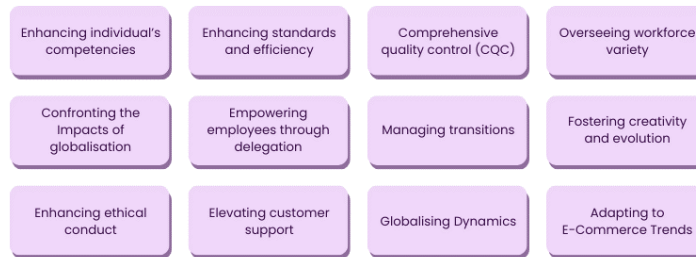 Enhancing individual's
competencies
Enhancing standards
and efficiency
Comprehensive
quality control (CQC)
Overseeing workforce
variety
Confronting the
Impacts of
globalisation
Empowering
employees through
delegation
Managing transitions
Fostering creativity
and evolution
Enhancing ethical
conduct
Elevating customer
support
Globalising Dynamics
Adapting to
E-Commerce Trends